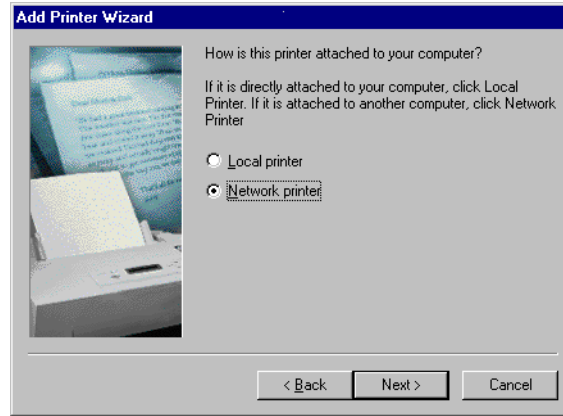 Add Printer Wizard
How is this printer attached to your computer?
If it is directly attached to your computer, click Local
Printer. If it is attached to another computer, click Network
Printer
Local printer
Network printer
< Back Next > Cancel